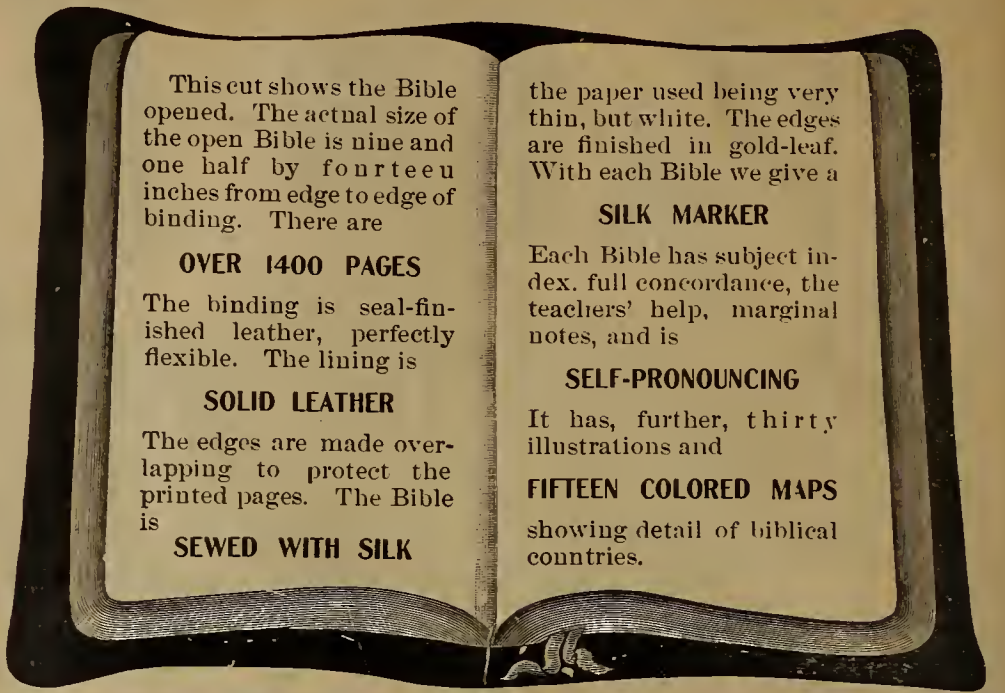 This cut shows the Bible
opened. The actual size of
the open Bible is nine and
one half by fourteen
inches from edge to edge of
binding. There are
OVER 1400 PAGES
The binding is seal-fin-
ished leather, perfectly
flexible. The lining is
SOLID LEATHER
The edges are made over-
lapping to protect the
printed pages. The Bible
is
SEWED WITH SILK
the paper used being very
thin, but white. The edges
are finished in gold-leaf.
With each Bible we give a
SILK MARKER
Each Bible has subject in-
dex. full concordance, the
teachers' help, marginal
notes, and is
SELF-PRONOUNCING
It has, further, thirty
illustrations and
FIFTEEN COLORED MAPS
showing detail of biblical
countries.